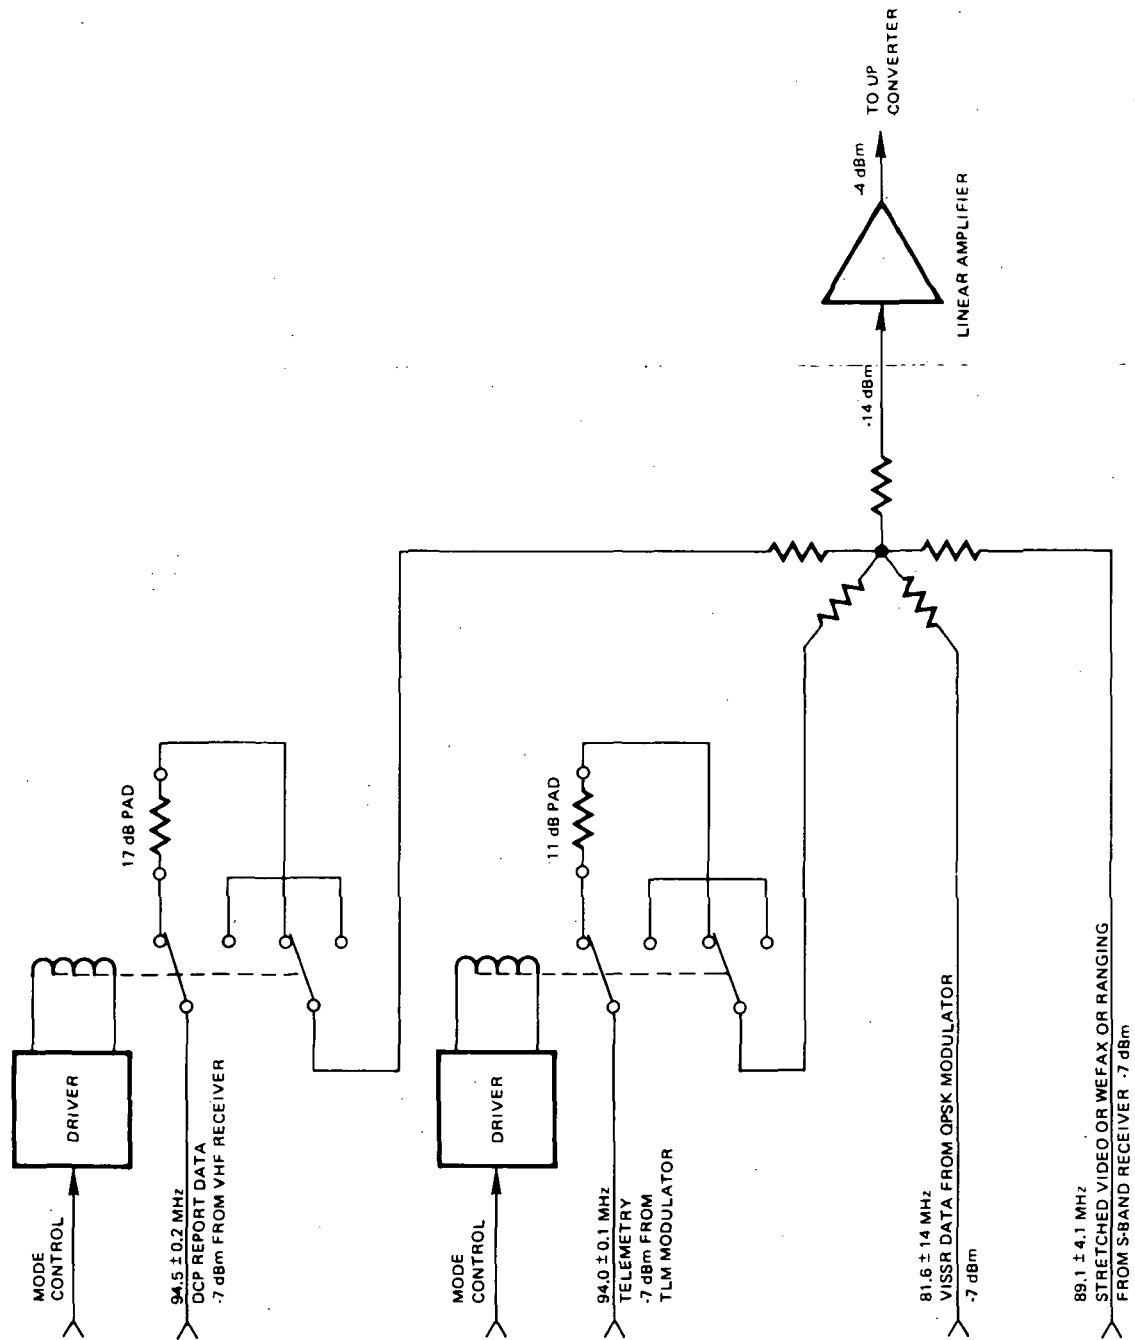 MODE
CONTROL
DRIVER
94.5 ± 0.2 MHz
DCP REPORT DATA
-7 dBm FROM VHF RECEIVER
17 dB PAD
MODE
CONTROL
DRIVER
94.0 ± 0.1 MHz
TELEMETRY
-7 dBm FROM
TLM MODULATOR
11 dB PAD
81.6 ± 14 MHz
VISSR DATA FROM QPSK MODULATOR
-7 dBm
89.1 ± 4.1 MHz
STRETCHED VIDEO OR WEFAX OR RANGING
FROM S-BAND RECEIVER -7 dBm
-14 dBm
LINEAR AMPLIFIER
-4 dBm
TO UP
CONVERTER